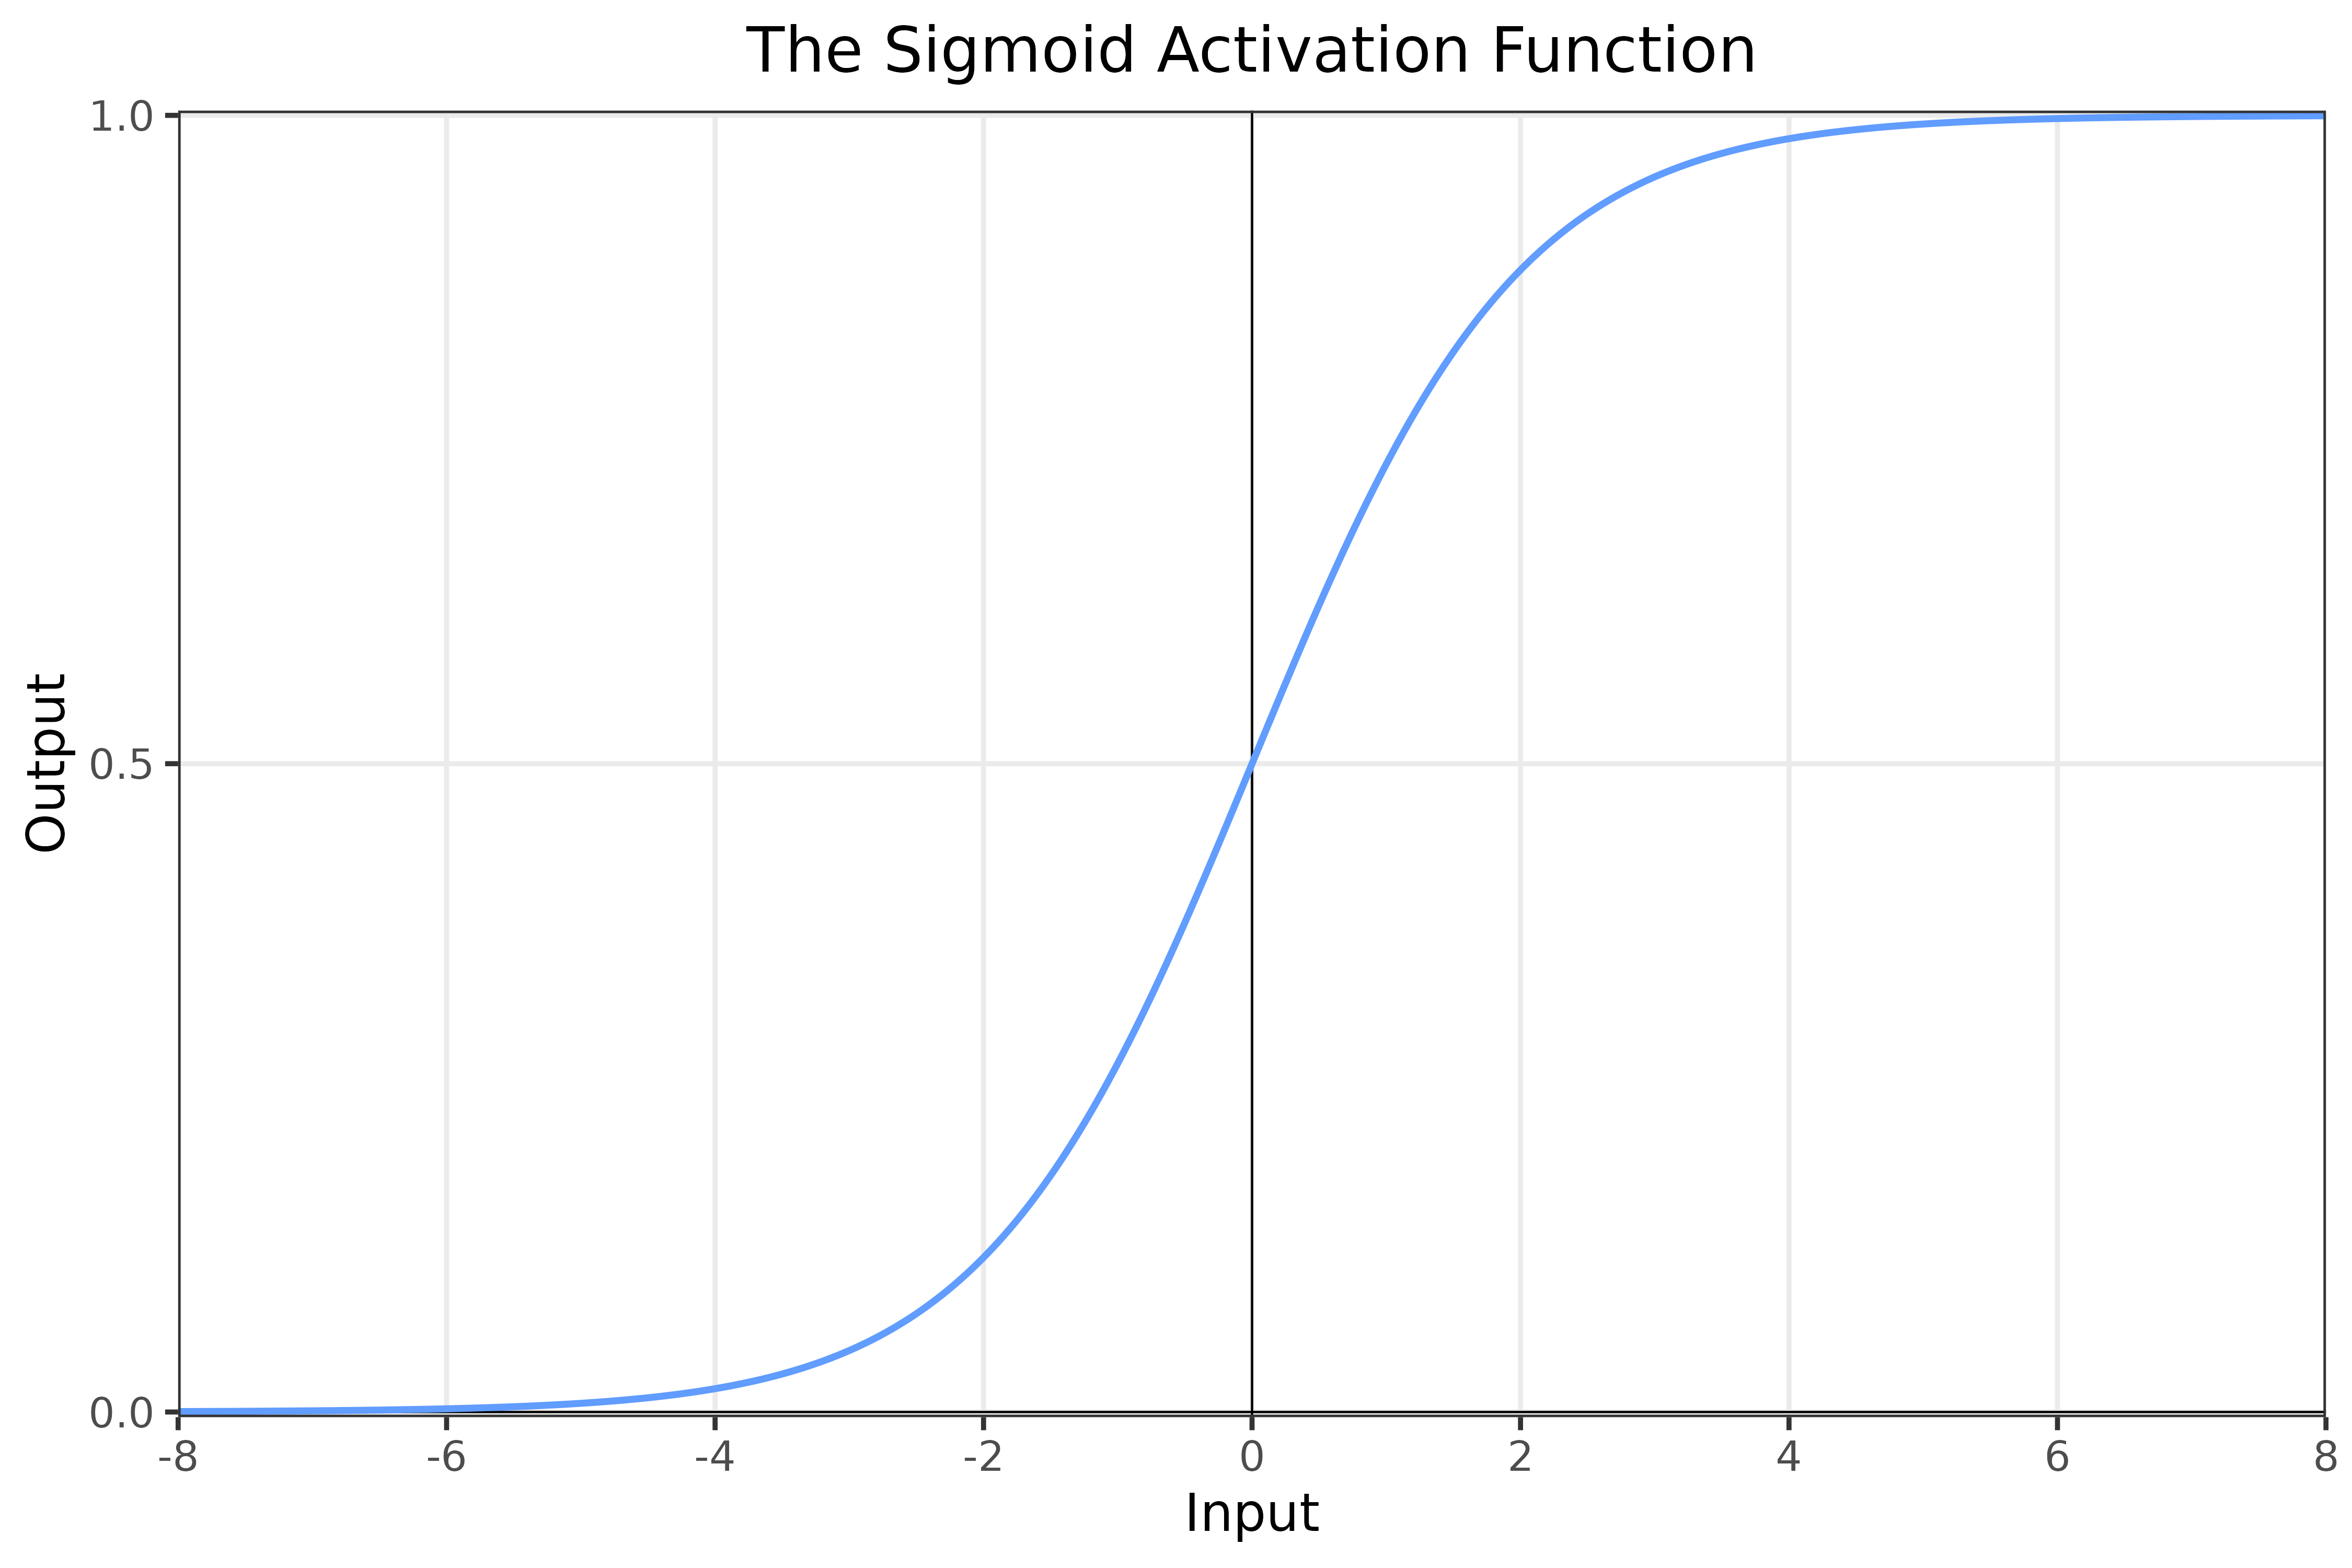 The Sigmoid Activation Function
1.0
0.5
0.0
Output
-8 -6 -4 -2 0 2 4 6 8
Input